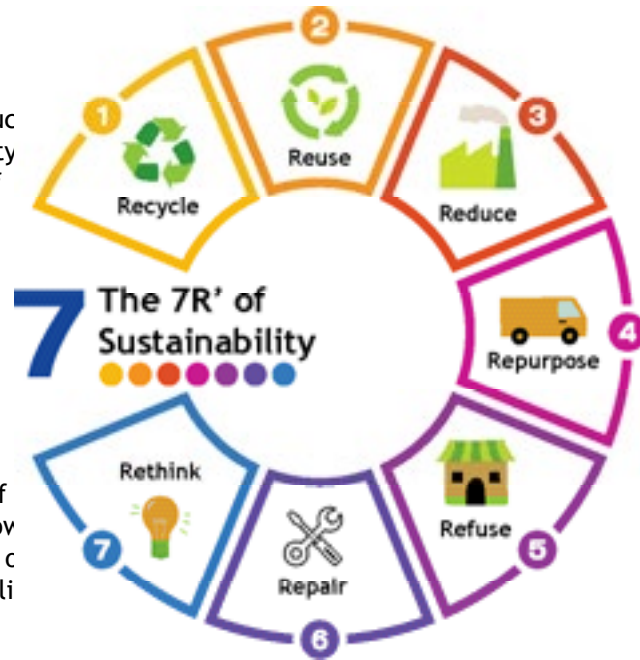 1
Recycle
2
Reuse
3
Reduce
4
Repurpose
5
Refuse
6
Repair
7
Rethink
7
The 7R' of
Sustainability